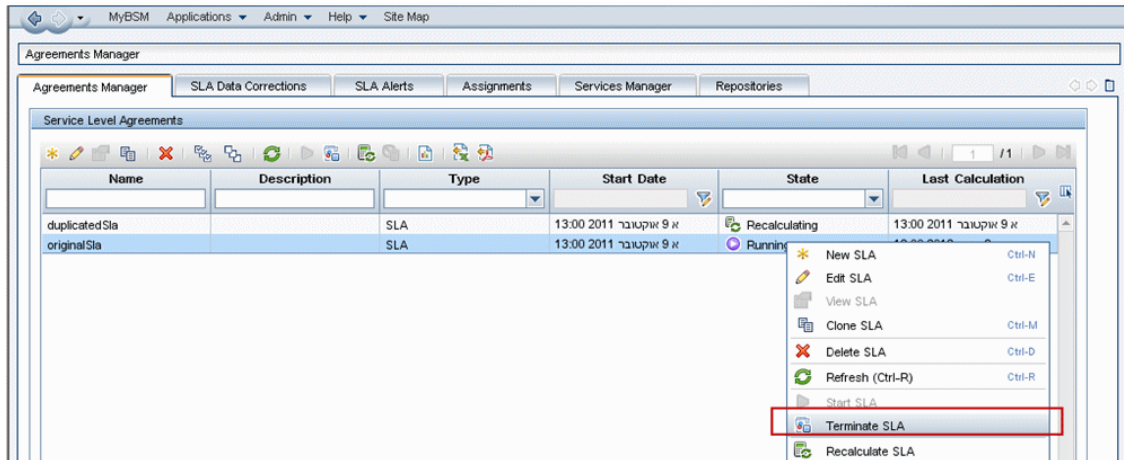 MyBSM Applications Admin Help Site Map
Agreements Manager
Agreements Manager SLA Data Corrections SLA Alerts Assignments Services Manager Repositories
Service Level Agreements
1 /1
Name Description Type Start Date State Last Calculation
duplicatedSla SLA א 9 אוקטובר 2011 13:00 Recalculating א 9 אוקטובר 2011 13:00
originalSla SLA א 9 אוקטובר 2011 13:00 Running
New SLA Ctrl-N
Edit SLA Ctrl-E
View SLA
Clone SLA Ctrl-M
Delete SLA Ctrl-D
Refresh (Ctrl-R) Ctrl-R
Start SLA
Terminate SLA
Recalculate SLA